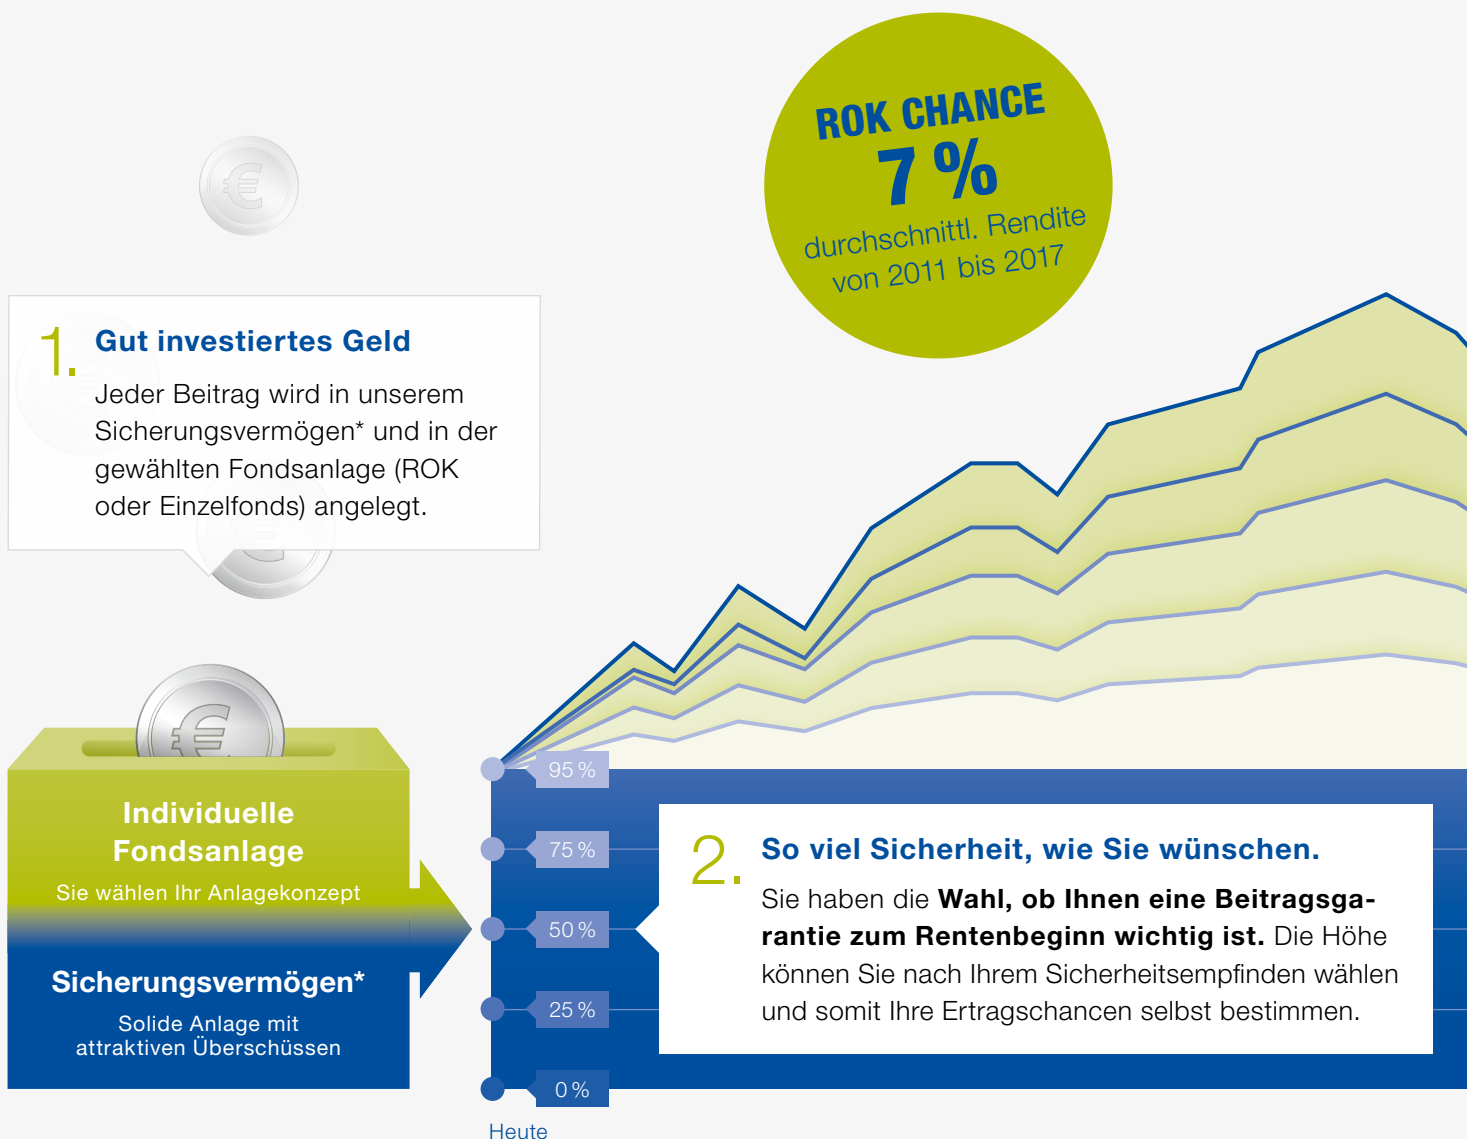 ROK CHANCE
7 %
durchschnittl. Rendite
von 2011 bis 2017
1.
Gut investiertes Geld
Jeder Beitrag wird in unserem
Sicherungsvermögen* und in der
gewählten Fondsanlage (ROK
oder Einzelfonds) angelegt.
Individuelle
Fondsanlage
Sie wählen Ihr Anlagekonzept
Sicherungsvermögen*
Solide Anlage mit
attraktiven Überschüssen
95 %
75 %
50 %
25 %
0 %
Heute
2.
So viel Sicherheit, wie Sie wünschen.
Sie haben die Wahl, ob Ihnen eine Beitragsga-
rantie zum Rentenbeginn wichtig ist. Die Höhe
können Sie nach Ihrem Sicherheitsempfinden wählen
und somit Ihre Ertragschancen selbst bestimmen.